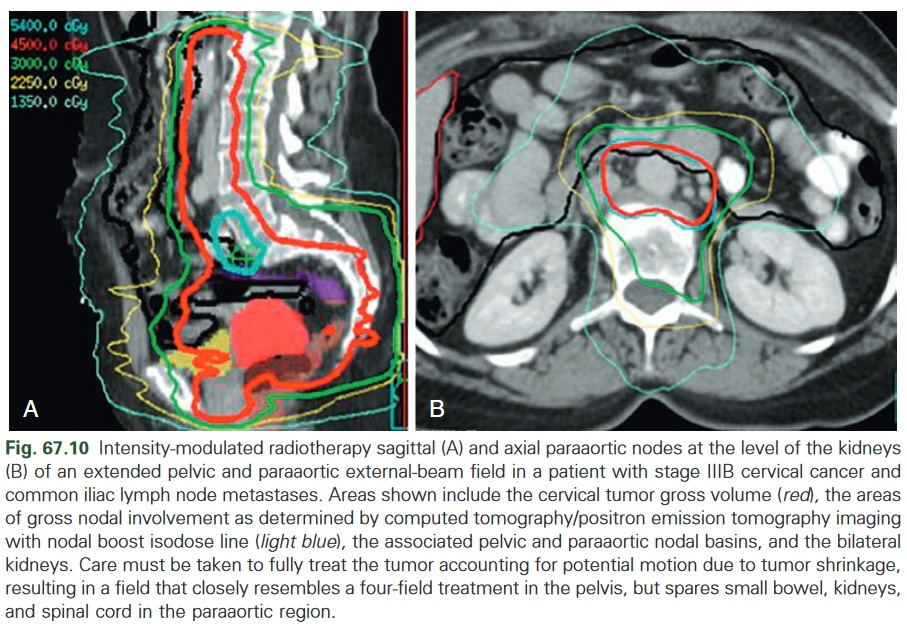 5400.0 cGy
4500.0 cGy
3000.0 cGy
2250.0 cGy
1350.0 cGy
A
B
Fig. 67.10 Intensity-modulated radiotherapy sagittal (A) and axial paraaortic nodes at the level of the kidneys
(B) of an extended pelvic and paraaortic external-beam field in a patient with stage IIIB cervical cancer and
common iliac lymph node metastases. Areas shown include the cervical tumor gross volume (red), the areas
of gross nodal involvement as determined by computed tomography/positron emission tomography imaging
with nodal boost isodose line (light blue), the associated pelvic and paraaortic nodal basins, and the bilateral
kidneys. Care must be taken to fully treat the tumor accounting for potential motion due to tumor shrinkage,
resulting in a field that closely resembles a four-field treatment in the pelvis, but spares small bowel, kidneys,
and spinal cord in the paraaortic region.